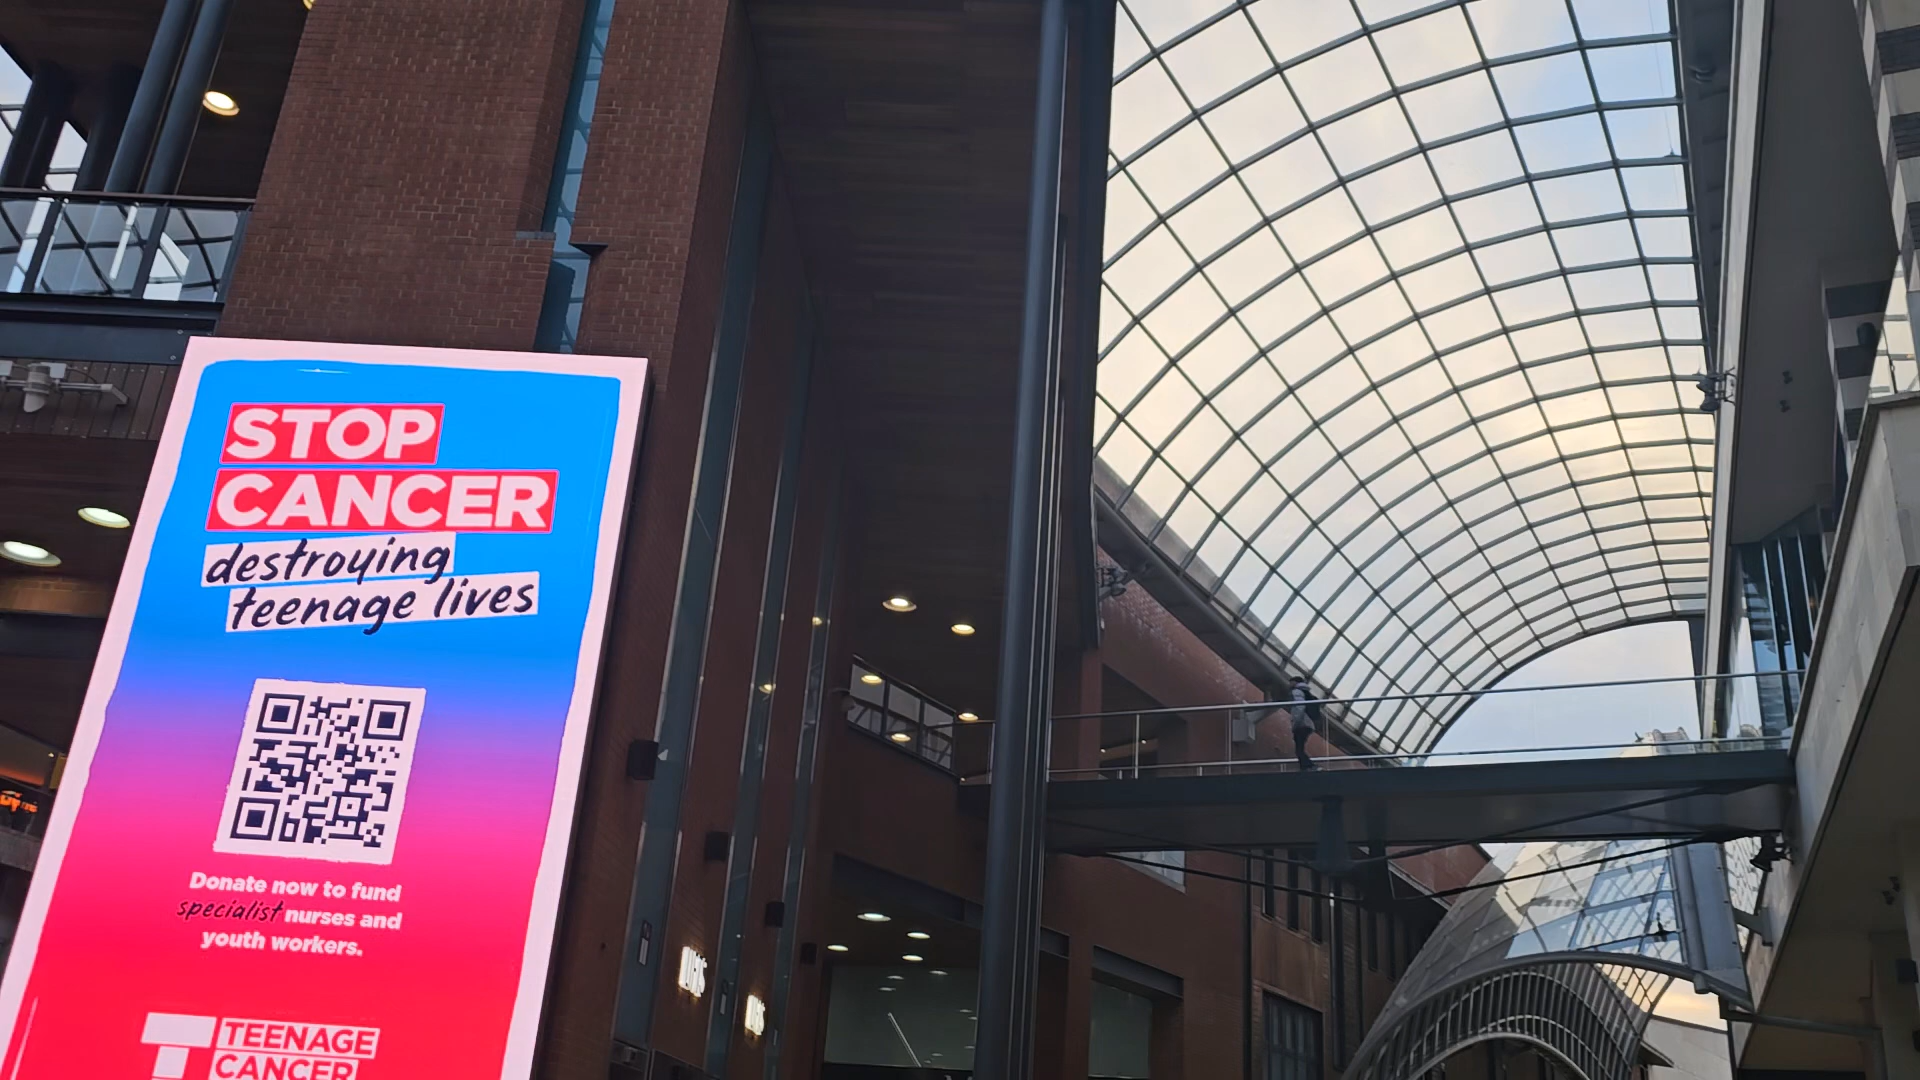 STOP
CANCER
destroying
teenage lives
Donate now to fund
specialist nurses and
youth workers.
TEENAGE
CANCER